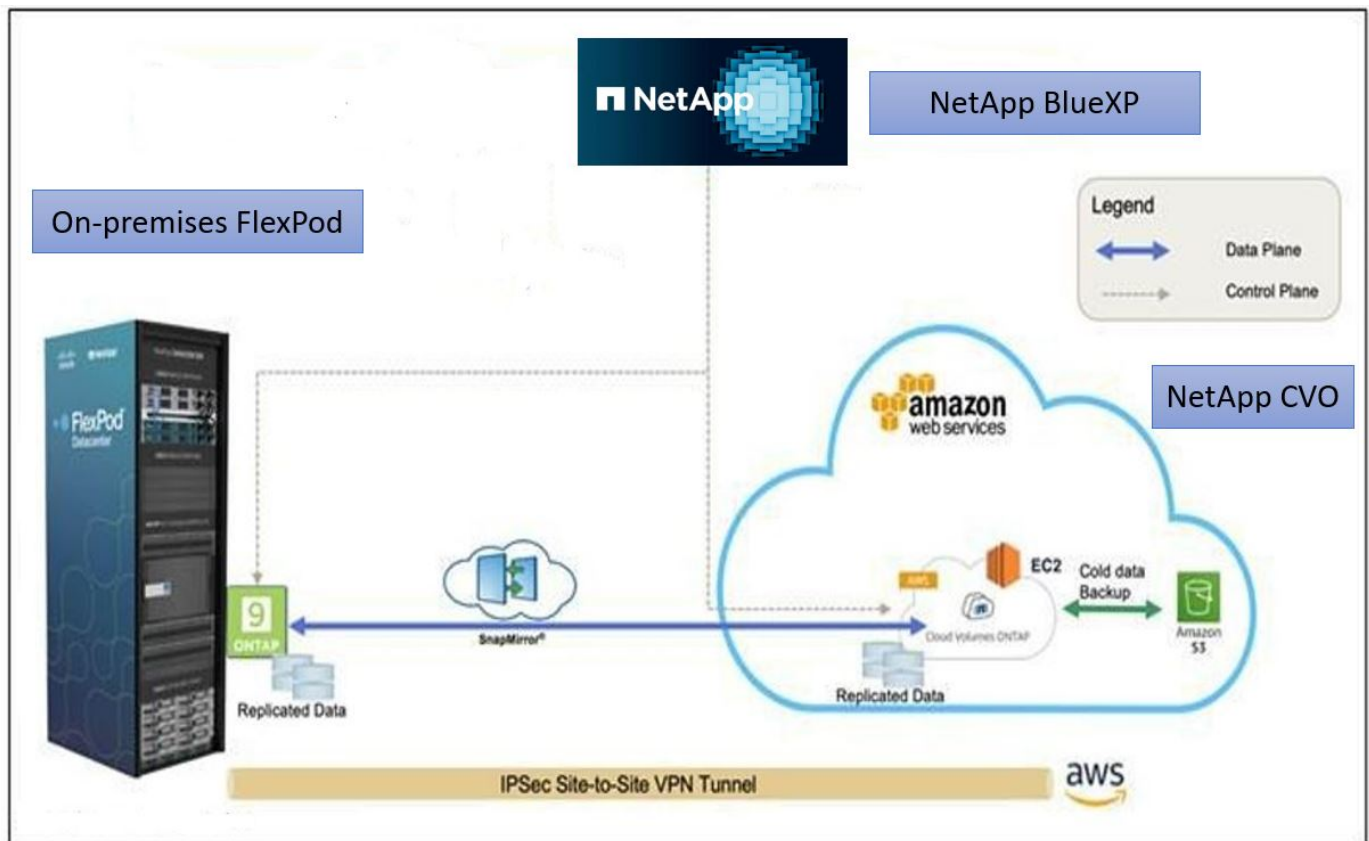 NetApp
NetApp BlueXP
On-premises FlexPod
Legend
Data Plane
Control Plane
NetApp CVO
amazon
web services
FlexPod
Datacenter
EC2
AWS
Cold data
Backup
9
ONTAP
SnapMirror®
Cloud Volumes ONTAP
Amazon
S3
Replicated Data
Replicated Data
IPSec Site-to-Site VPN Tunnel
aws